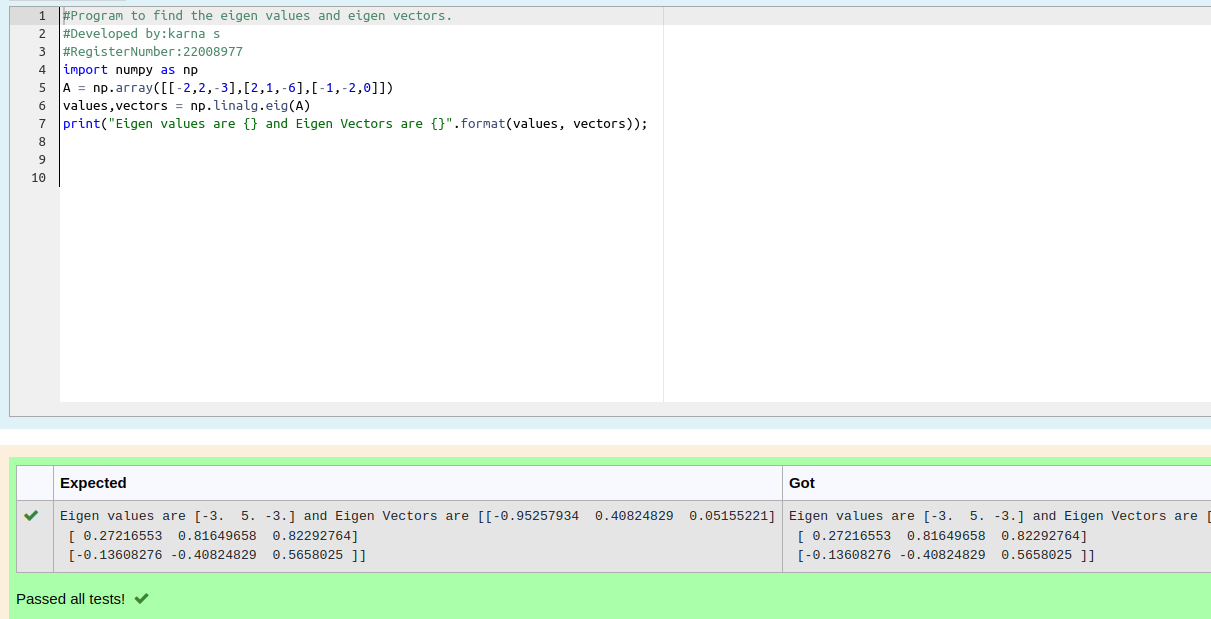 1 #Program to find the eigen values and eigen vectors.
2 #Developed by:karna s
3 #RegisterNumber:22008977
4 import numpy as np
5 A = np.array([[-2,2,-3],[2,1,-6],[-1,-2,0]])
6 values,vectors = np.linalg.eig(A)
7 print("Eigen values are {} and Eigen Vectors are {}".format(values, vectors));
8
9
10
Expected Got
Eigen values are [-3.  5. -3.] and Eigen Vectors are [[-0.95257934  0.40824829  0.05155221]
 [ 0.27216553  0.81649658  0.82292764]
 [-0.13608276 -0.40824829  0.5658025 ]]
Eigen values are [-3.  5. -3.] and Eigen Vectors are [
 [ 0.27216553  0.81649658  0.82292764]
 [-0.13608276 -0.40824829  0.5658025 ]]
Passed all tests!